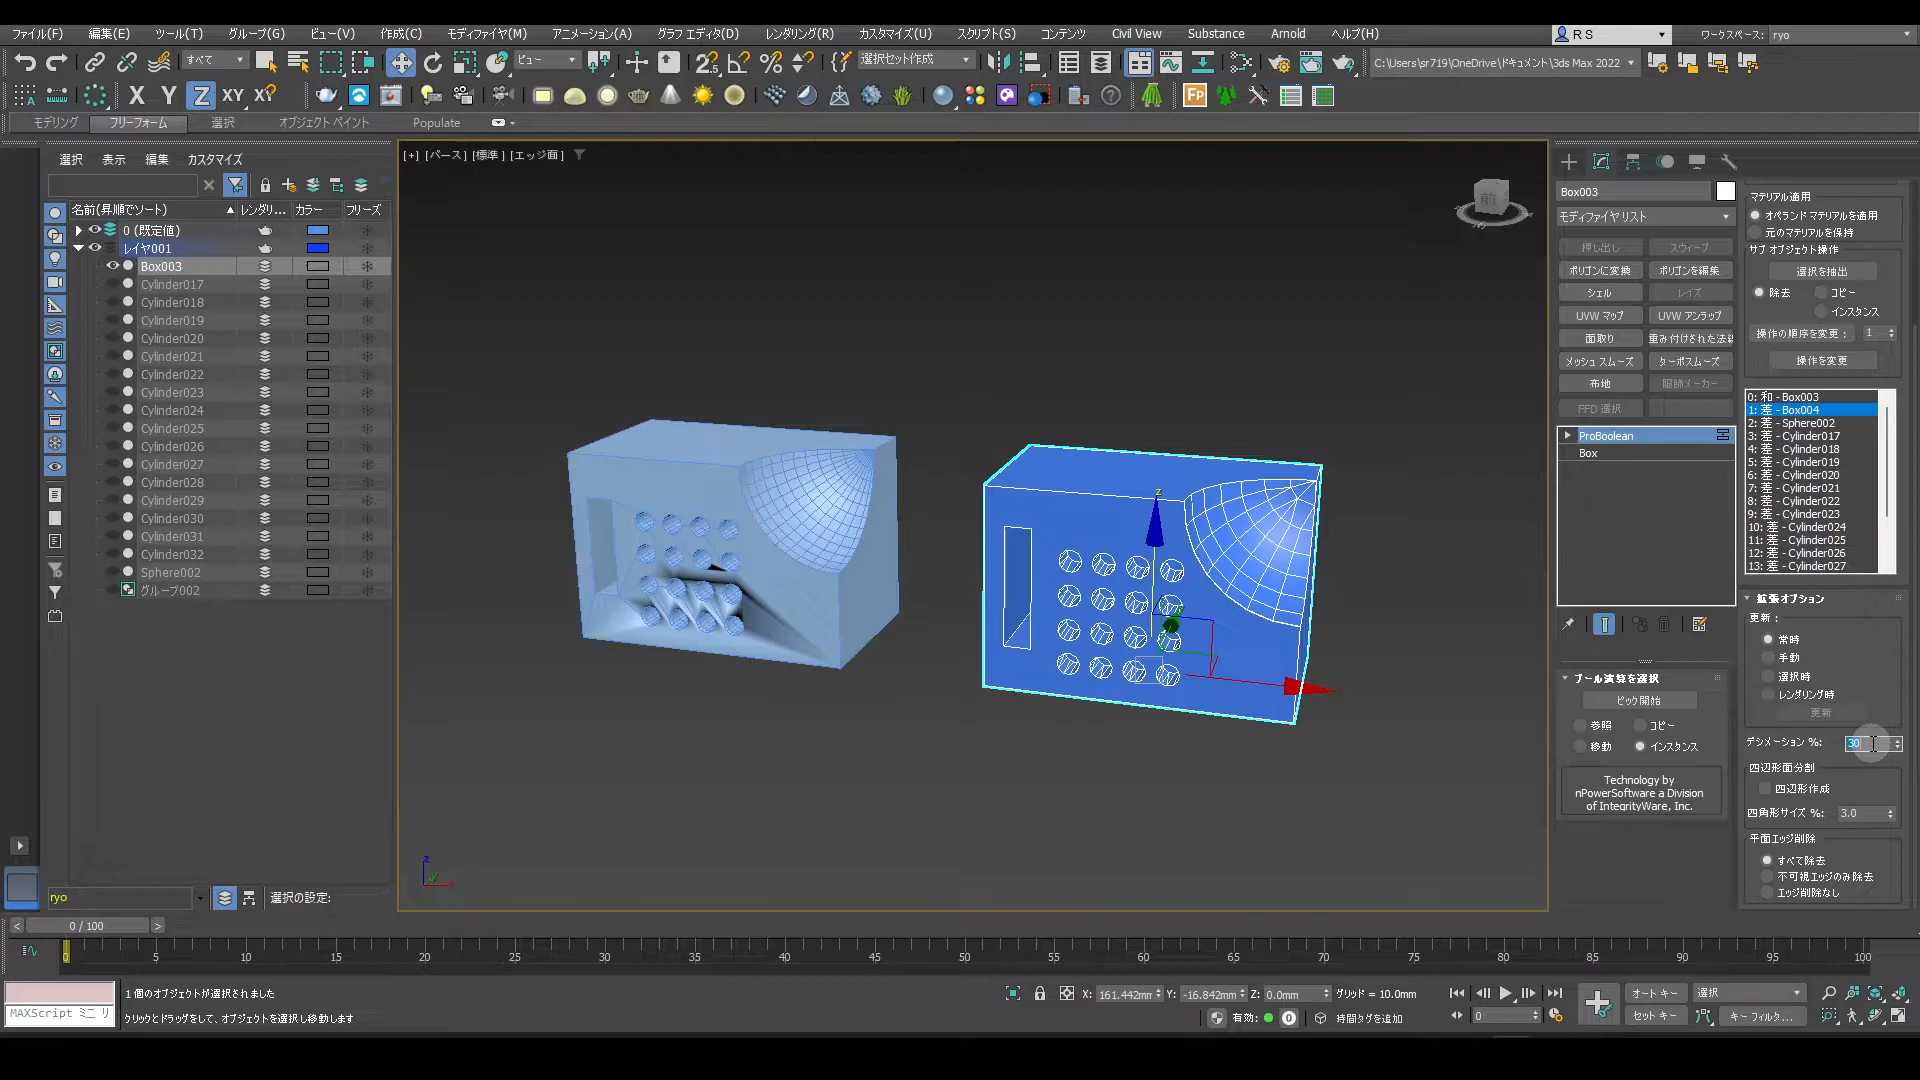 ファイル(F) 編集(E) ツール(T) グループ(G) ビュー(V) 作成(C) モディファイヤ(M) アニメーション(A) グラフ エディタ(D) レンダリング(R) カスタマイズ(U) スクリプト(S) コンテンツ Civil View Substance Arnold ヘルプ(H) R S ワークスペース: ryo
すべて ビュー 選択セット作成 C:\Users\sr719\OneDrive\ドキュメント\3ds Max 2022
X Y Z XY XY Fp
モデリング フリーフォーム 選択 オブジェクト ペイント Populate
選択 表示 編集 カスタマイズ
名前(昇順でソート) レンダリ... カラー フリーズ
0 (既定値)
レイヤ001
Box003
Cylinder017
Cylinder018
Cylinder019
Cylinder020
Cylinder021
Cylinder022
Cylinder023
Cylinder024
Cylinder025
Cylinder026
Cylinder027
Cylinder028
Cylinder029
Cylinder030
Cylinder031
Cylinder032
Sphere002
グループ002
ryo 選択の設定:
[+] [パース] [標準] [エッジ面]
z
z
Box003
モディファイヤ リスト
押し出し スウィープ
ポリゴンに変換 ポリゴンを編集
シェル レイズ
UVW マップ UVW アンラップ
面取り 重み付けされた法線
メッシュ スムーズ ターボスムーズ
布地 服飾メーカー
FFD 選択
ProBoolean
Box
ブール演算を選択
ピック開始
参照 コピー
移動 インスタンス
Technology by
nPowerSoftware a Division
of IntegrityWare, Inc.
マテリアル適用
オペランド マテリアルを適用
元のマテリアルを保持
サブ オブジェクト操作
選択を抽出
除去 コピー
インスタンス
操作の順序を変更: 1
操作を変更
0: 和 - Box003
1: 差 - Box004
2: 差 - Sphere002
3: 差 - Cylinder017
4: 差 - Cylinder018
5: 差 - Cylinder019
6: 差 - Cylinder020
7: 差 - Cylinder021
8: 差 - Cylinder022
9: 差 - Cylinder023
10: 差 - Cylinder024
11: 差 - Cylinder025
12: 差 - Cylinder026
13: 差 - Cylinder027
拡張オプション
更新:
常時
手動
選択時
レンダリング時
更新
デシメーション %: 30
四辺形面分割
四辺形作成
四角形サイズ %: 3.0
平面エッジ削除
すべて除去
不可視エッジのみ除去
エッジ削除なし
< 0 / 100 >
0 5 10 15 20 25 30 35 40 45 50 55 60 65 70 75 80 85 90 95 100
1 個のオブジェクトが選択されました
MAXScript ミニ リ
クリックとドラッグをして、オブジェクトを選択し移動します
X: 161.442mm Y: -16.842mm Z: 0.0mm グリッド = 10.0mm
有効: 0 時間タグを追加
0
オート キー 選択
セット キー キー フィルタ...